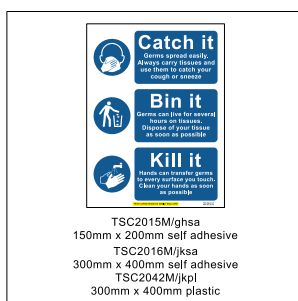 Catch it
Germs spread easily.
Always carry tissues and
use them to catch your
cough or sneeze
Bin it
Germs can live for several
hours on tissues.
Dispose of your tissue
as soon as possible
Kill it
Hands can transfer germs
to every surface you touch.
Clean your hands as soon
as possible
TSC2015M/ghsa
150mm x 200mm self adhesive
TSC2016M/jksa
300mm x 400mm self adhesive
TSC2042M/jkpl
300mm x 400mm plastic